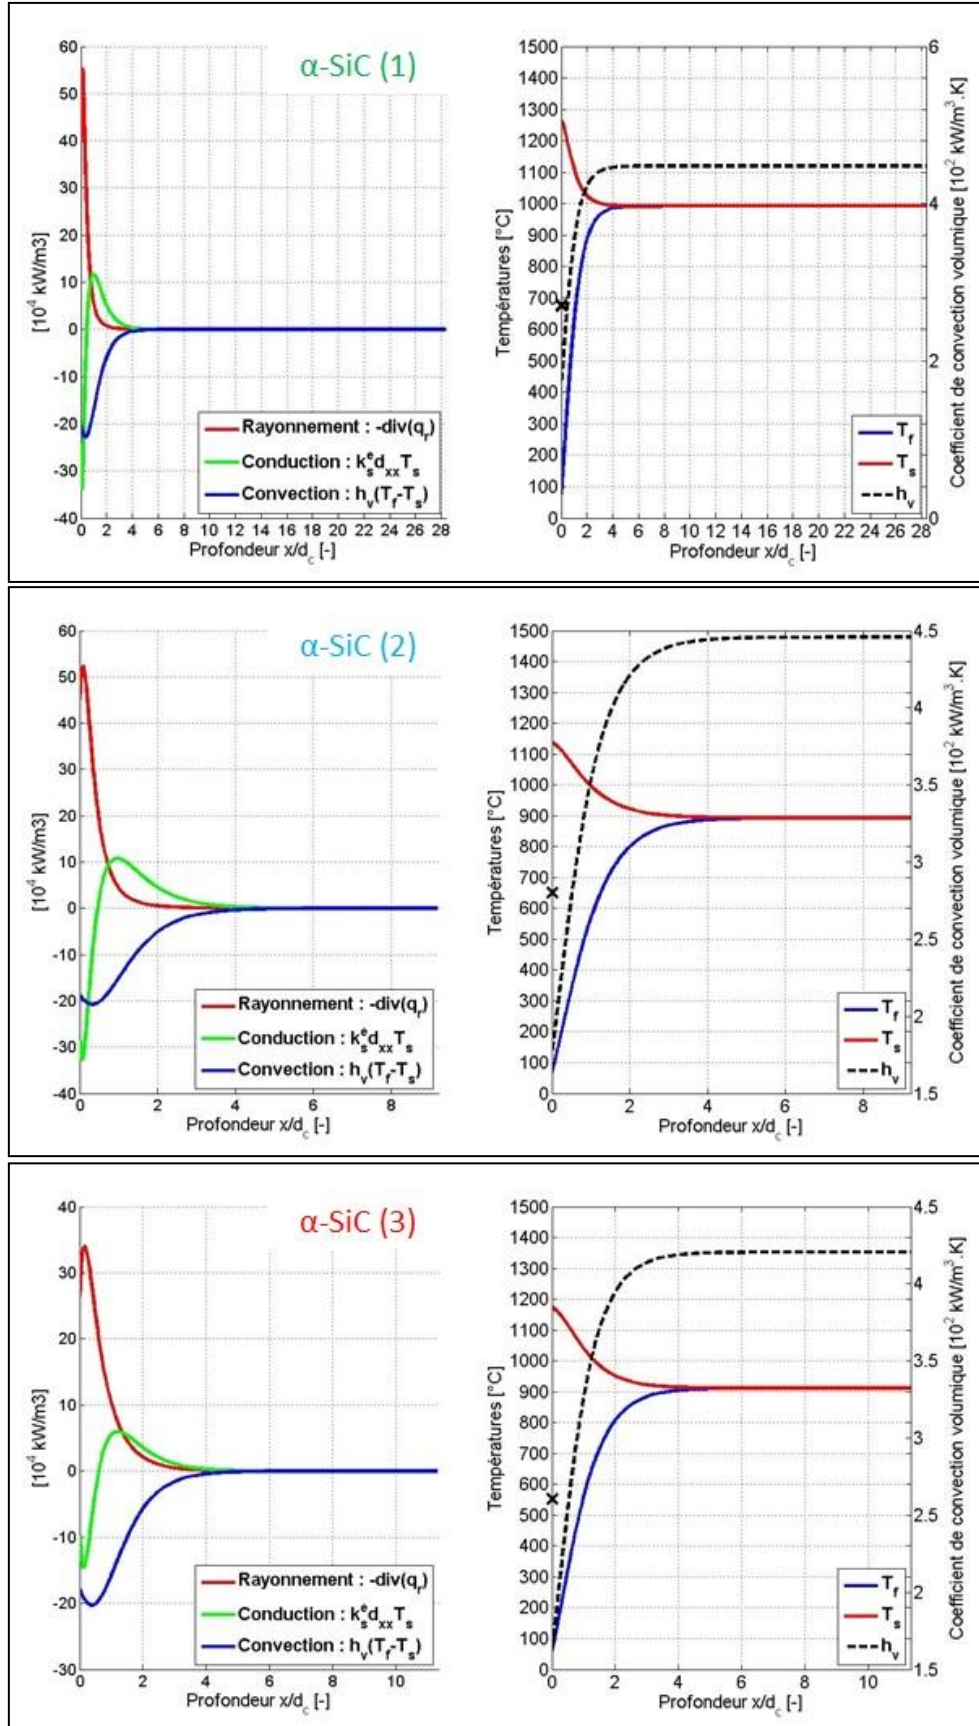 α-SiC (1)
60
50
40
30
20
10
0
-10
-20
-30
-40
[10⁴ kW/m3]
0 2 4 6 8 10 12 14 16 18 20 22 24 26 28
Profondeur x/d_c [-]
Rayonnement : -div(q_r)
Conduction : k_s^e d_xx T_s
Convection : h_v(T_f-T_s)
1500
1400
1300
1200
1100
1000
900
800
700
600
500
400
300
200
100
0
Températures [°C]
0 2 4 6 8 10 12 14 16 18 20 22 24 26 28
Profondeur x/d_c [-]
6
4
2
0
Coefficient de convection volumique [10² kW/m³.K]
T_f
T_s
h_v
α-SiC (2)
60
50
40
30
20
10
0
-10
-20
-30
-40
[10⁴ kW/m3]
0 2 4 6 8
Profondeur x/d_c [-]
Rayonnement : -div(q_r)
Conduction : k_s^e d_xx T_s
Convection : h_v(T_f-T_s)
1500
1400
1300
1200
1100
1000
900
800
700
600
500
400
300
200
100
0
Températures [°C]
0 2 4 6 8
Profondeur x/d_c [-]
4.5
4
3.5
3
2.5
2
1.5
Coefficient de convection volumique [10² kW/m³.K]
T_f
T_s
h_v
α-SiC (3)
40
30
20
10
0
-10
-20
-30
[10⁴ kW/m3]
0 2 4 6 8 10
Profondeur x/d_c [-]
Rayonnement : -div(q_r)
Conduction : k_s^e d_xx T_s
Convection : h_v(T_f-T_s)
1500
1400
1300
1200
1100
1000
900
800
700
600
500
400
300
200
100
0
Températures [°C]
0 2 4 6 8 10
Profondeur x/d_c [-]
4.5
4
3.5
3
2.5
2
1.5
Coefficient de convection volumique [10² kW/m³.K]
T_f
T_s
h_v